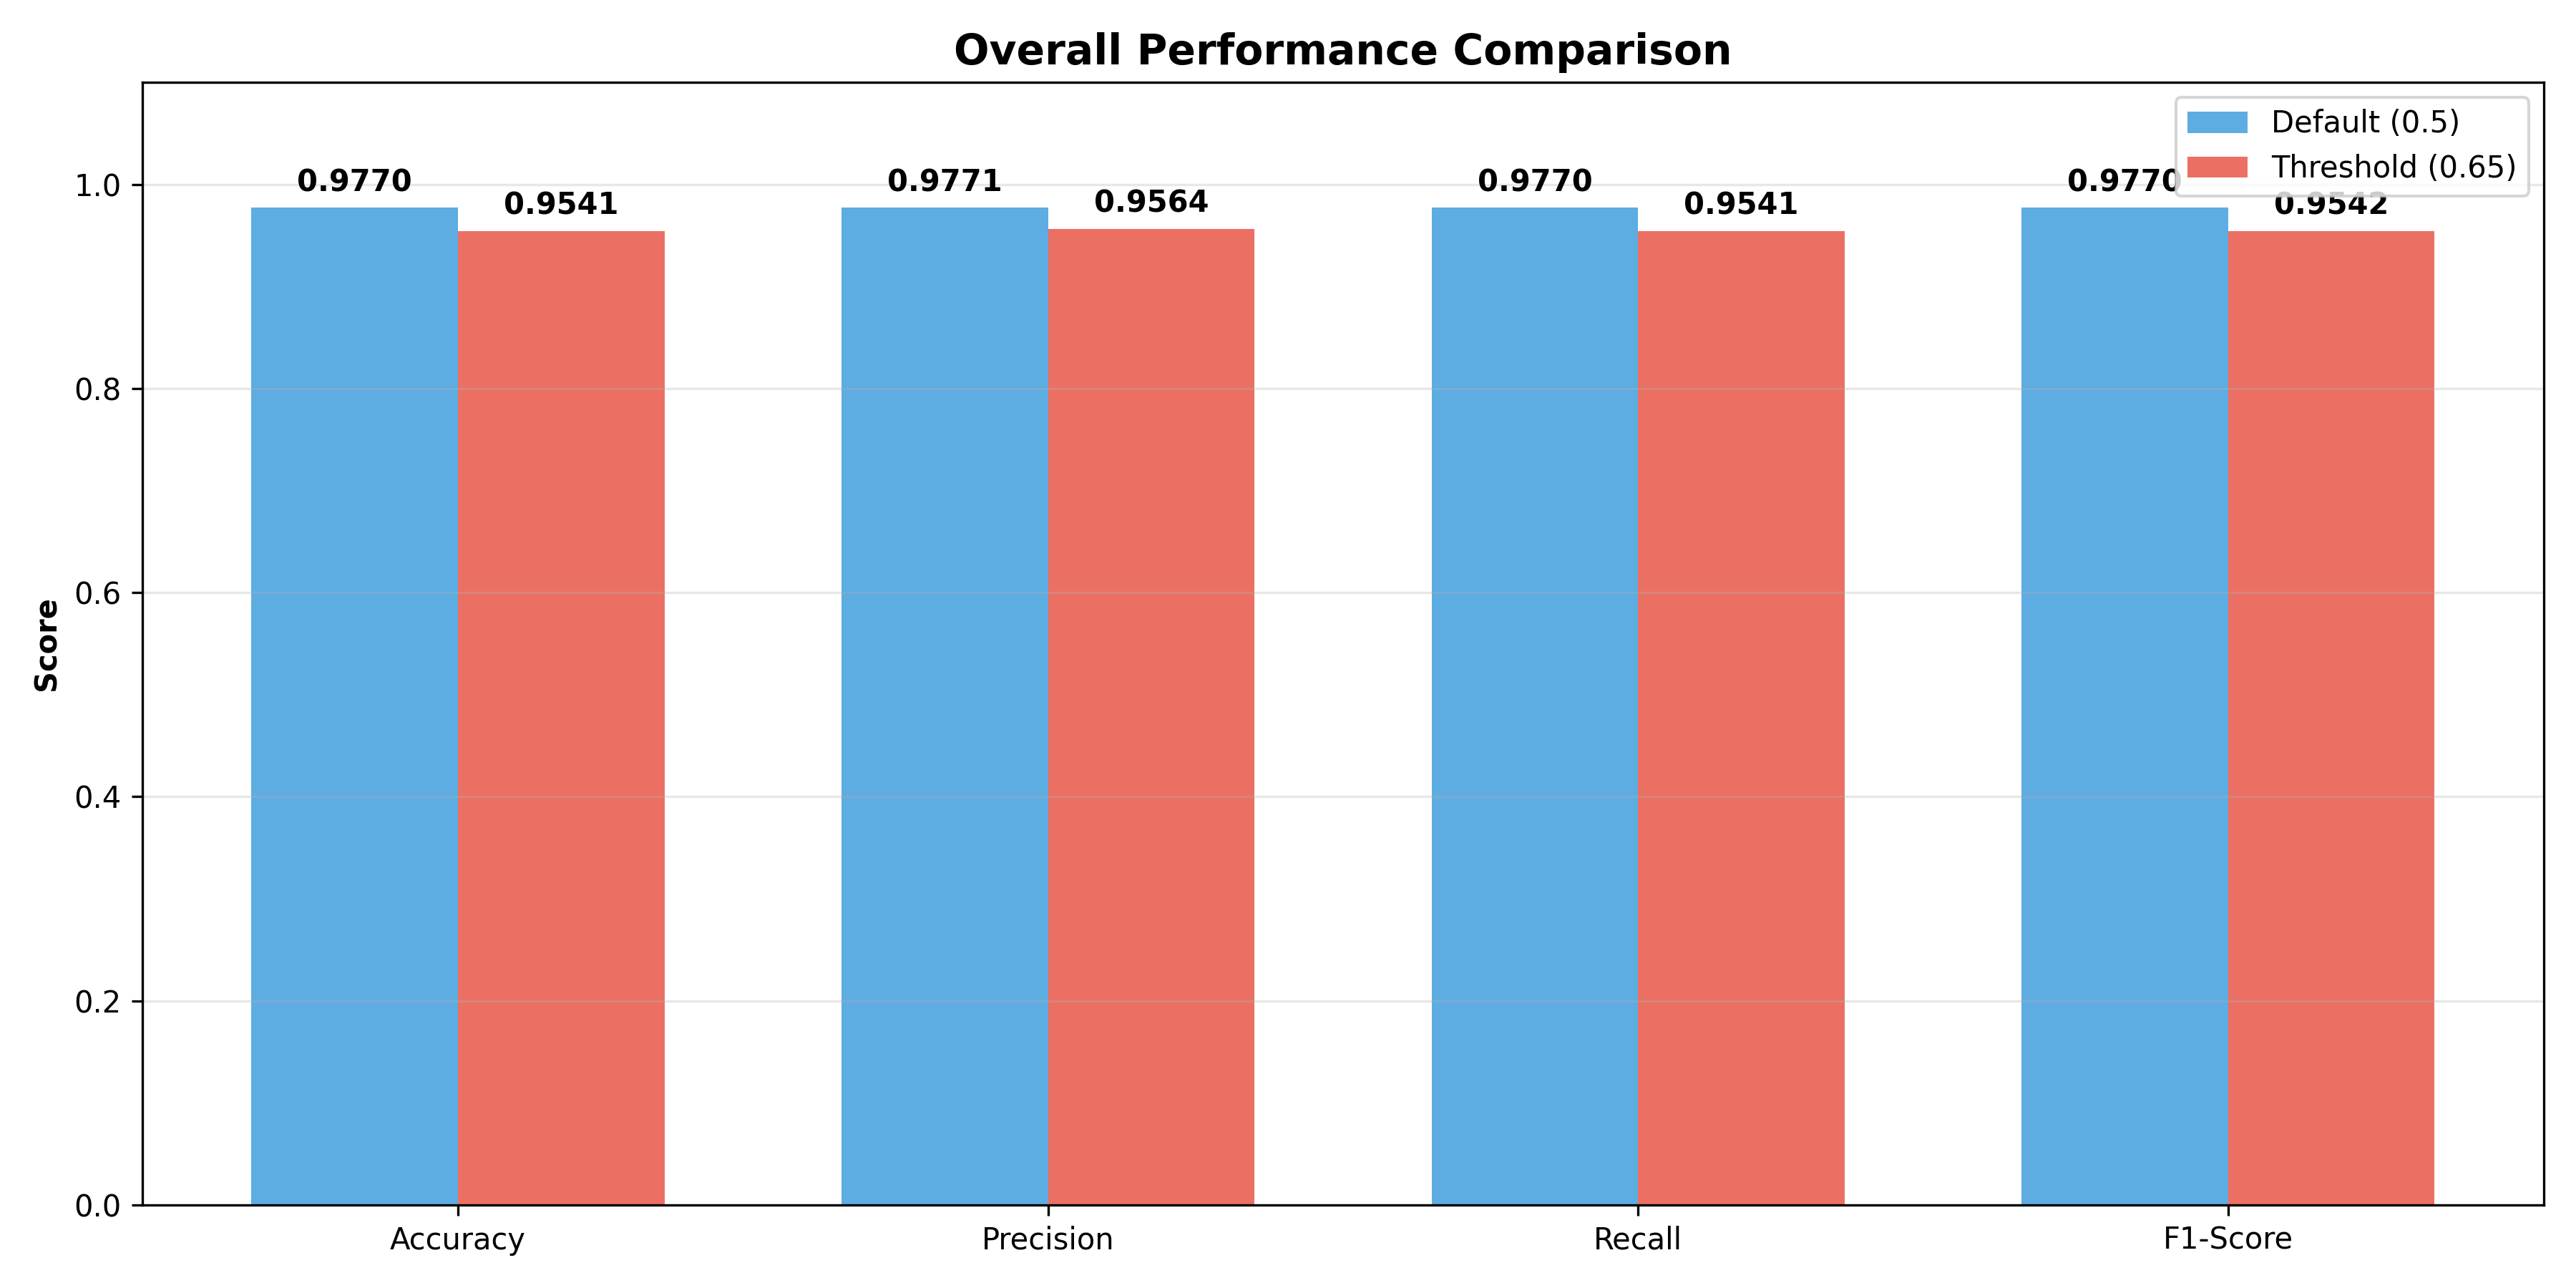 Overall Performance Comparison
Default (0.5)
Threshold (0.65)
0.9770
0.9541
0.9771
0.9564
0.9770
0.9541
0.9770
0.9542
1.0
0.8
0.6
0.4
0.2
0.0
Score
Accuracy
Precision
Recall
F1-Score